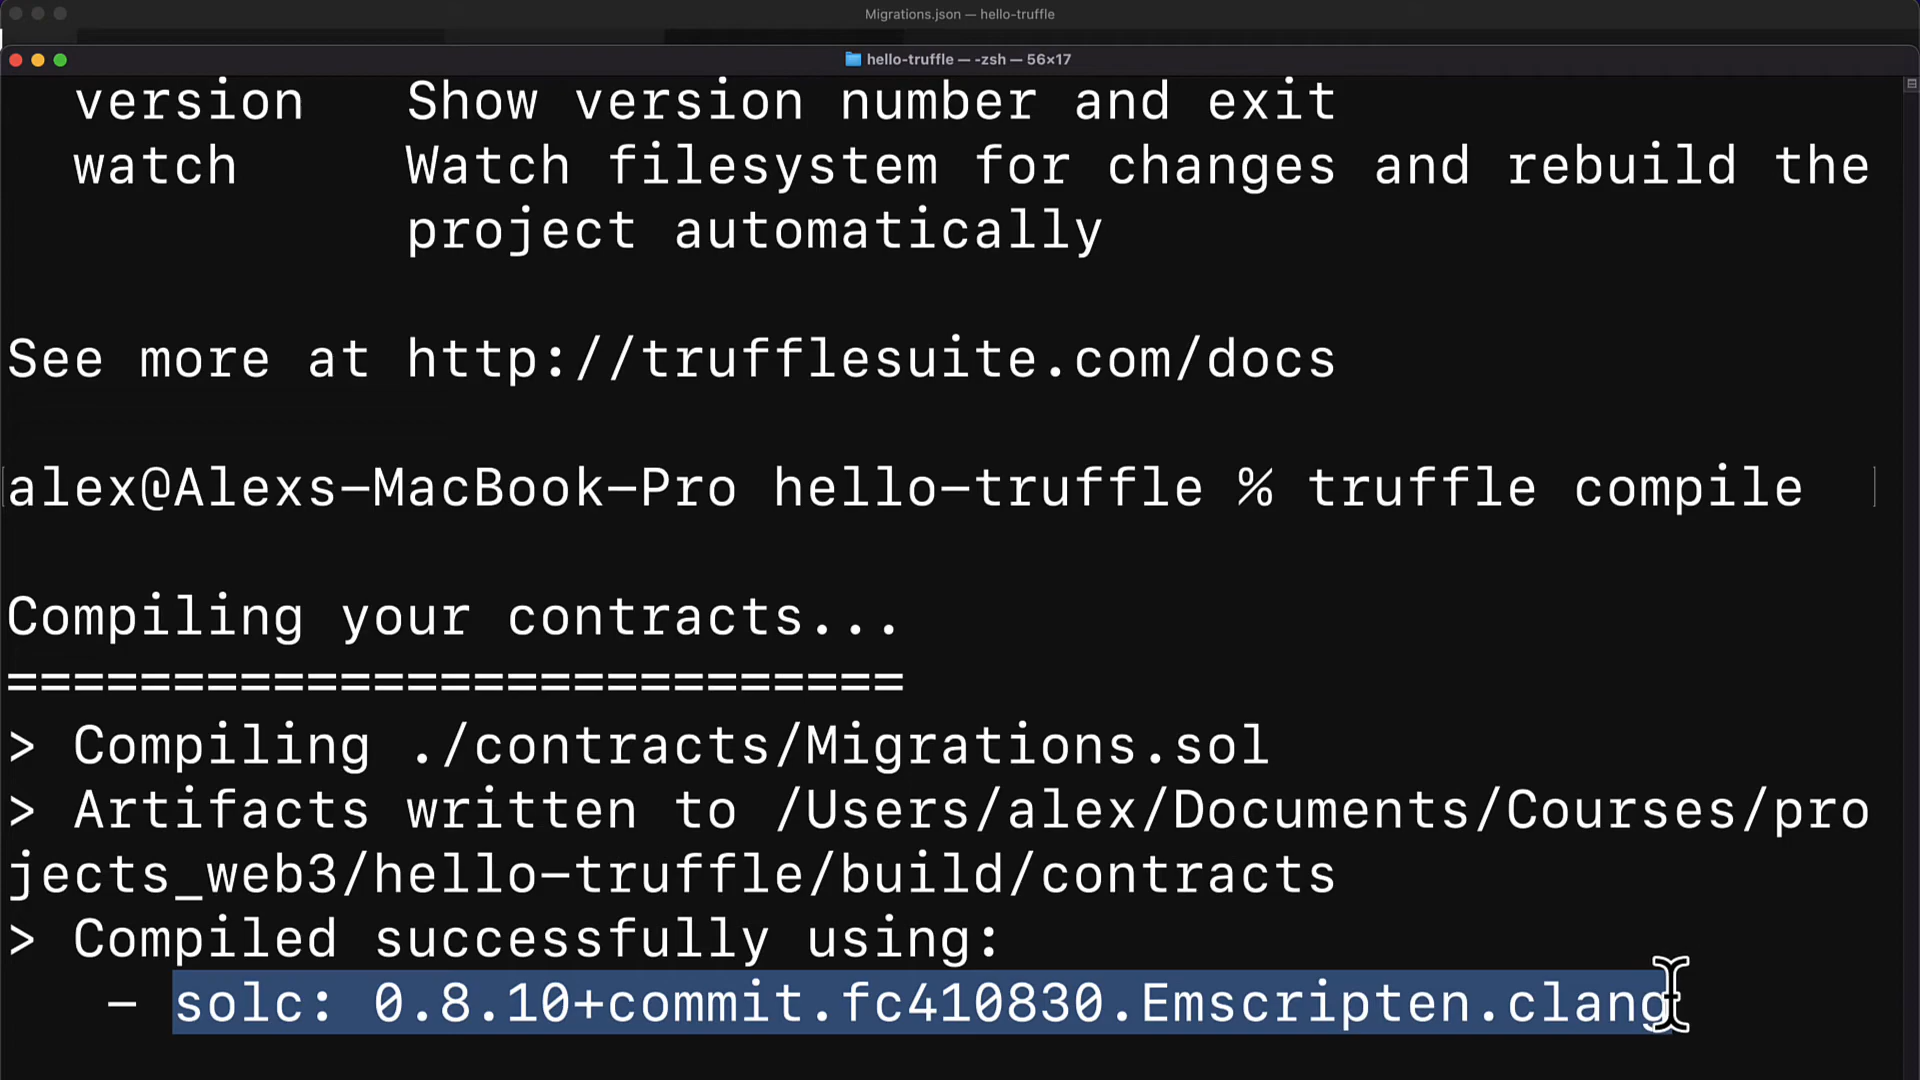 Migrations.json — hello-truffle
hello-truffle — -zsh — 56×17
version   Show version number and exit
watch     Watch filesystem for changes and rebuild the
project automatically
See more at http://trufflesuite.com/docs
alex@Alexs-MacBook-Pro hello-truffle % truffle compile
Compiling your contracts...
===========================
> Compiling ./contracts/Migrations.sol
> Artifacts written to /Users/alex/Documents/Courses/pro
jects_web3/hello-truffle/build/contracts
> Compiled successfully using:
- solc: 0.8.10+commit.fc410830.Emscripten.clang